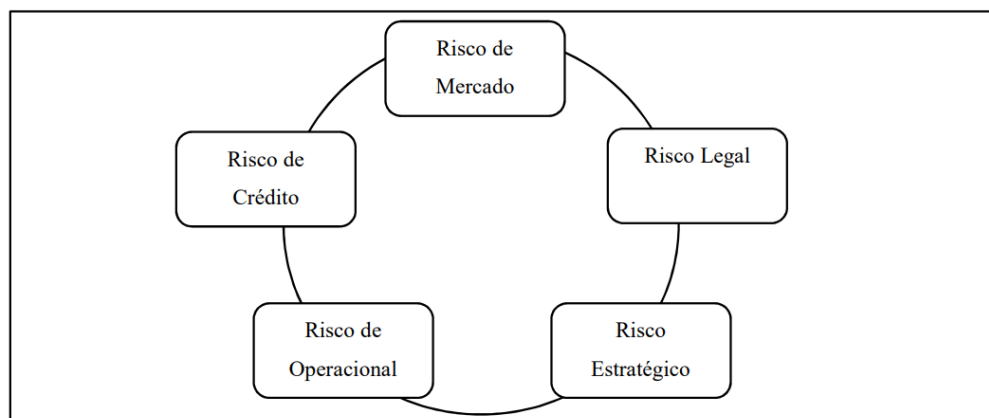 Risco de
Mercado
Risco de
Crédito
Risco Legal
Risco de
Operacional
Risco
Estratégico